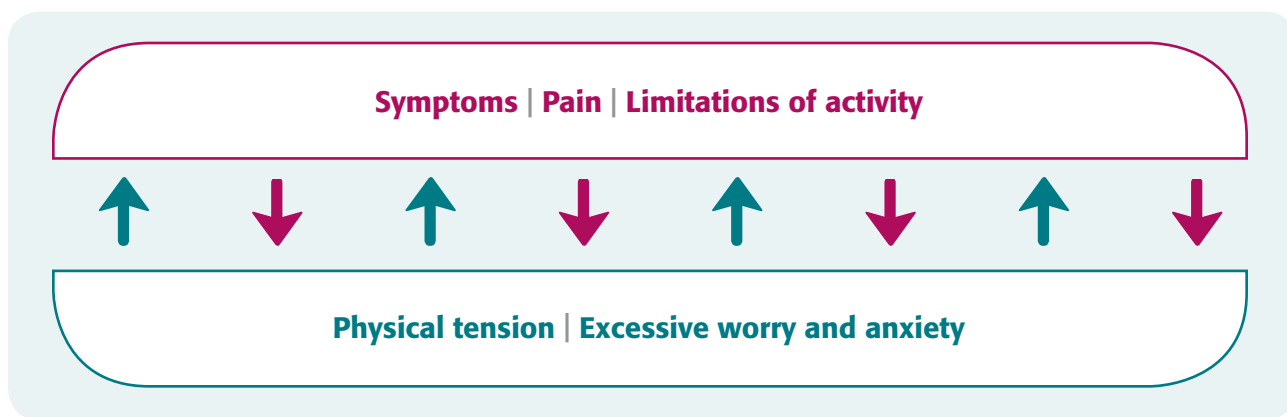 Symptoms | Pain | Limitations of activity
Physical tension | Excessive worry and anxiety